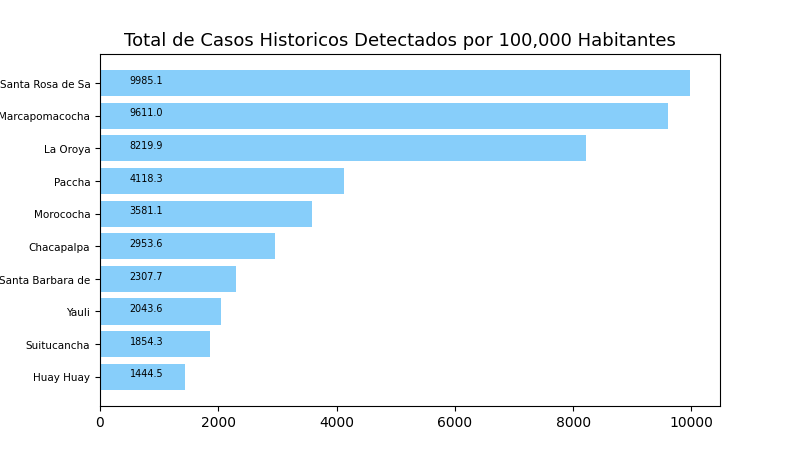 Total de Casos Historicos Detectados por 100,000 Habitantes
Santa Rosa de Sa 9985.1
Marcapomacocha 9611.0
La Oroya 8219.9
Paccha 4118.3
Morococha 3581.1
Chacapalpa 2953.6
Santa Barbara de 2307.7
Yauli 2043.6
Suitucancha 1854.3
Huay Huay 1444.5
0 2000 4000 6000 8000 10000